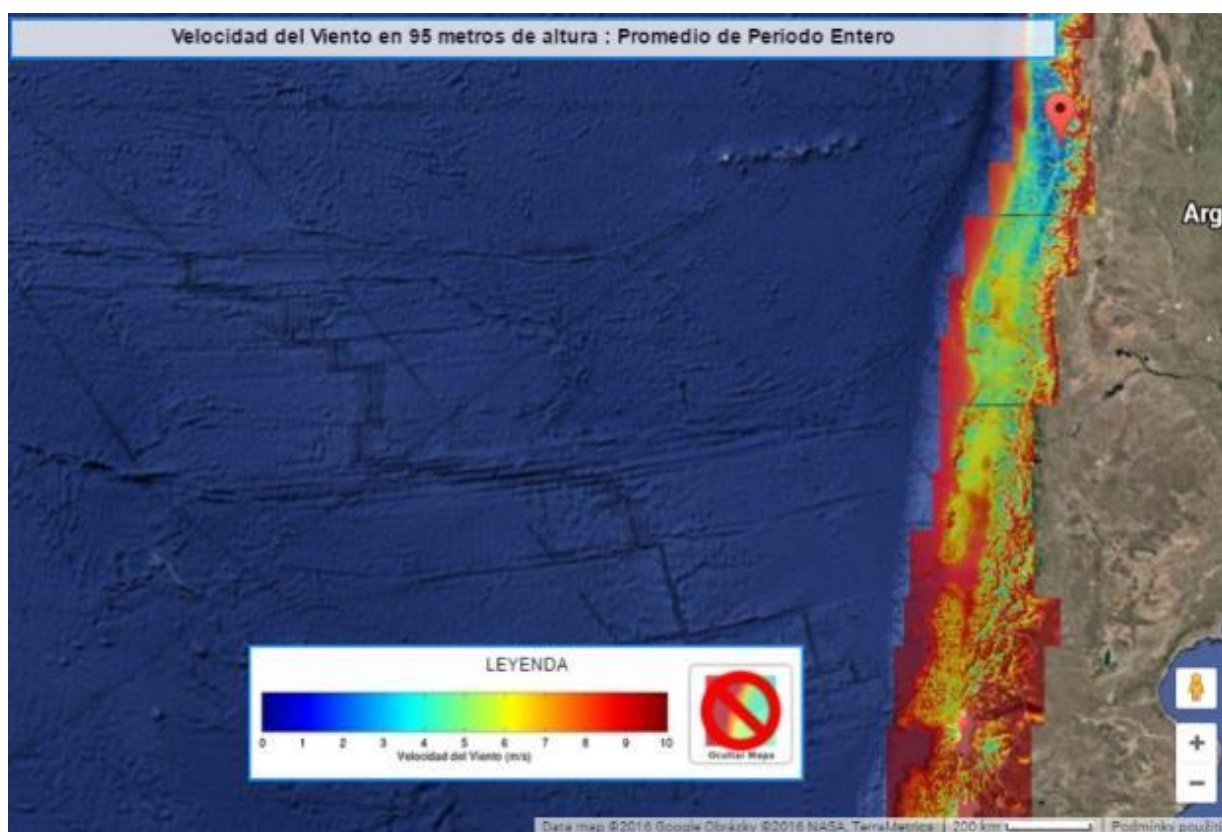 Velocidad del Viento en 95 metros de altura : Promedio de Periodo Entero
Arg
LEYENDA
0 1 2 3 4 5 6 7 8 9 10
Velocidad del Viento (m/s)
Ocultar Mapa
Data map ©2016 Google Obrázky ©2016 NASA, TerraMetrics
200 km
Podmínky použit